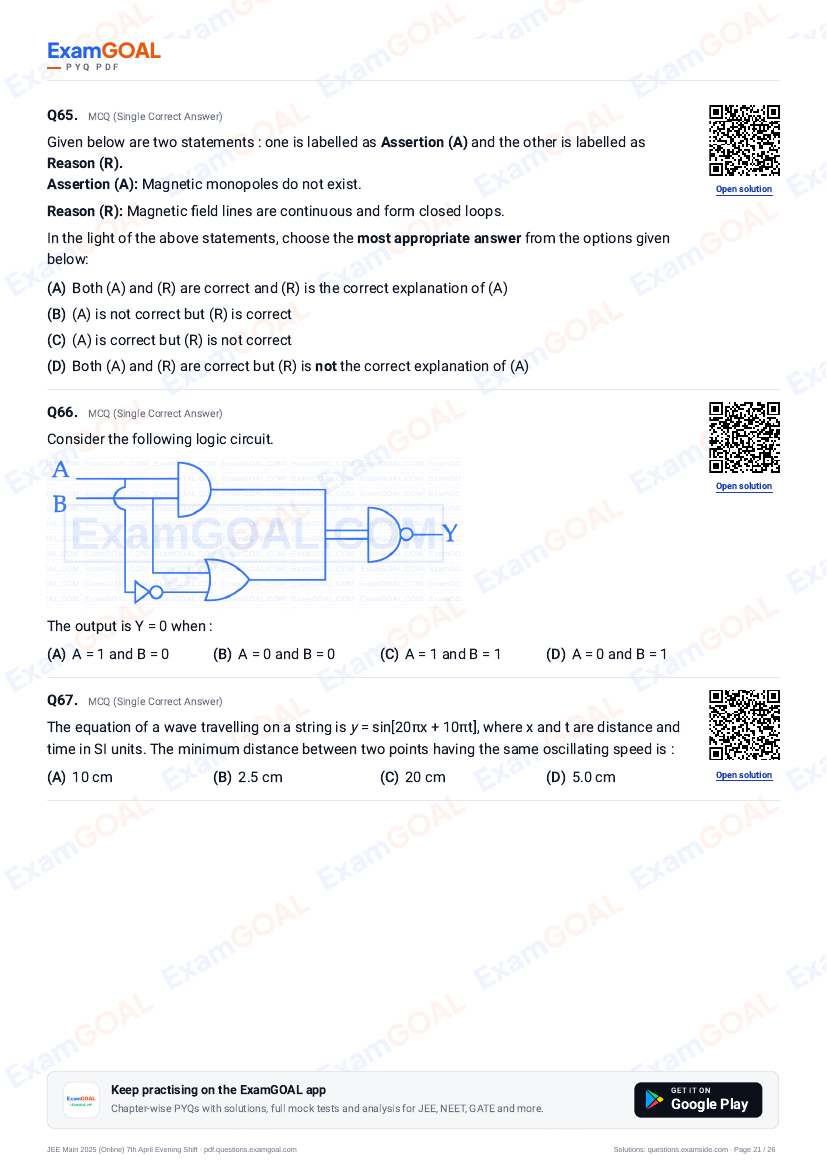 ExamGOAL
PYQ PDF
Q65. MCQ (Single Correct Answer)
Given below are two statements : one is labelled as Assertion (A) and the other is labelled as
Reason (R).
Assertion (A): Magnetic monopoles do not exist.
Reason (R): Magnetic field lines are continuous and form closed loops.
In the light of the above statements, choose the most appropriate answer from the options given
below:
(A) Both (A) and (R) are correct and (R) is the correct explanation of (A)
(B) (A) is not correct but (R) is correct
(C) (A) is correct but (R) is not correct
(D) Both (A) and (R) are correct but (R) is not the correct explanation of (A)
Open solution
Q66. MCQ (Single Correct Answer)
Consider the following logic circuit.
A
B
ExamGOAL.COM
Y
The output is Y = 0 when :
(A) A = 1 and B = 0 (B) A = 0 and B = 0 (C) A = 1 and B = 1 (D) A = 0 and B = 1
Open solution
Q67. MCQ (Single Correct Answer)
The equation of a wave travelling on a string is y = sin[20πx + 10πt], where x and t are distance and
time in SI units. The minimum distance between two points having the same oscillating speed is :
(A) 10 cm (B) 2.5 cm (C) 20 cm (D) 5.0 cm
Open solution
Keep practising on the ExamGOAL app
Chapter-wise PYQs with solutions, full mock tests and analysis for JEE, NEET, GATE and more.
GET IT ON
Google Play
JEE Main 2025 (Online) 7th April Evening Shift · pdf.questions.examgoal.com
Solutions: questions.examside.com · Page 21 / 26